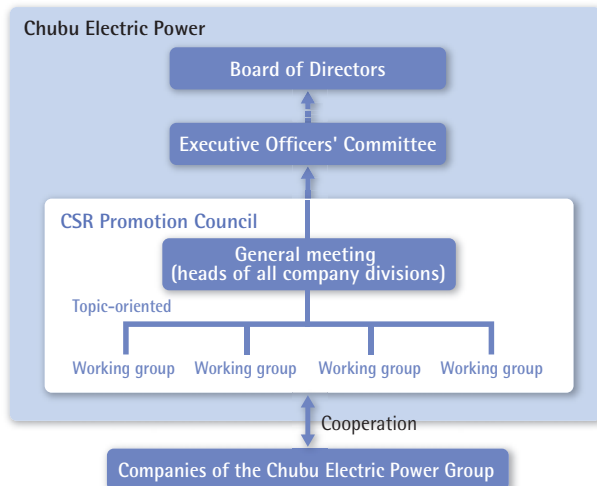 Chubu Electric Power
Board of Directors
Executive Officers' Committee
CSR Promotion Council
General meeting
(heads of all company divisions)
Topic-oriented
Working group Working group Working group Working group
Cooperation
Companies of the Chubu Electric Power Group